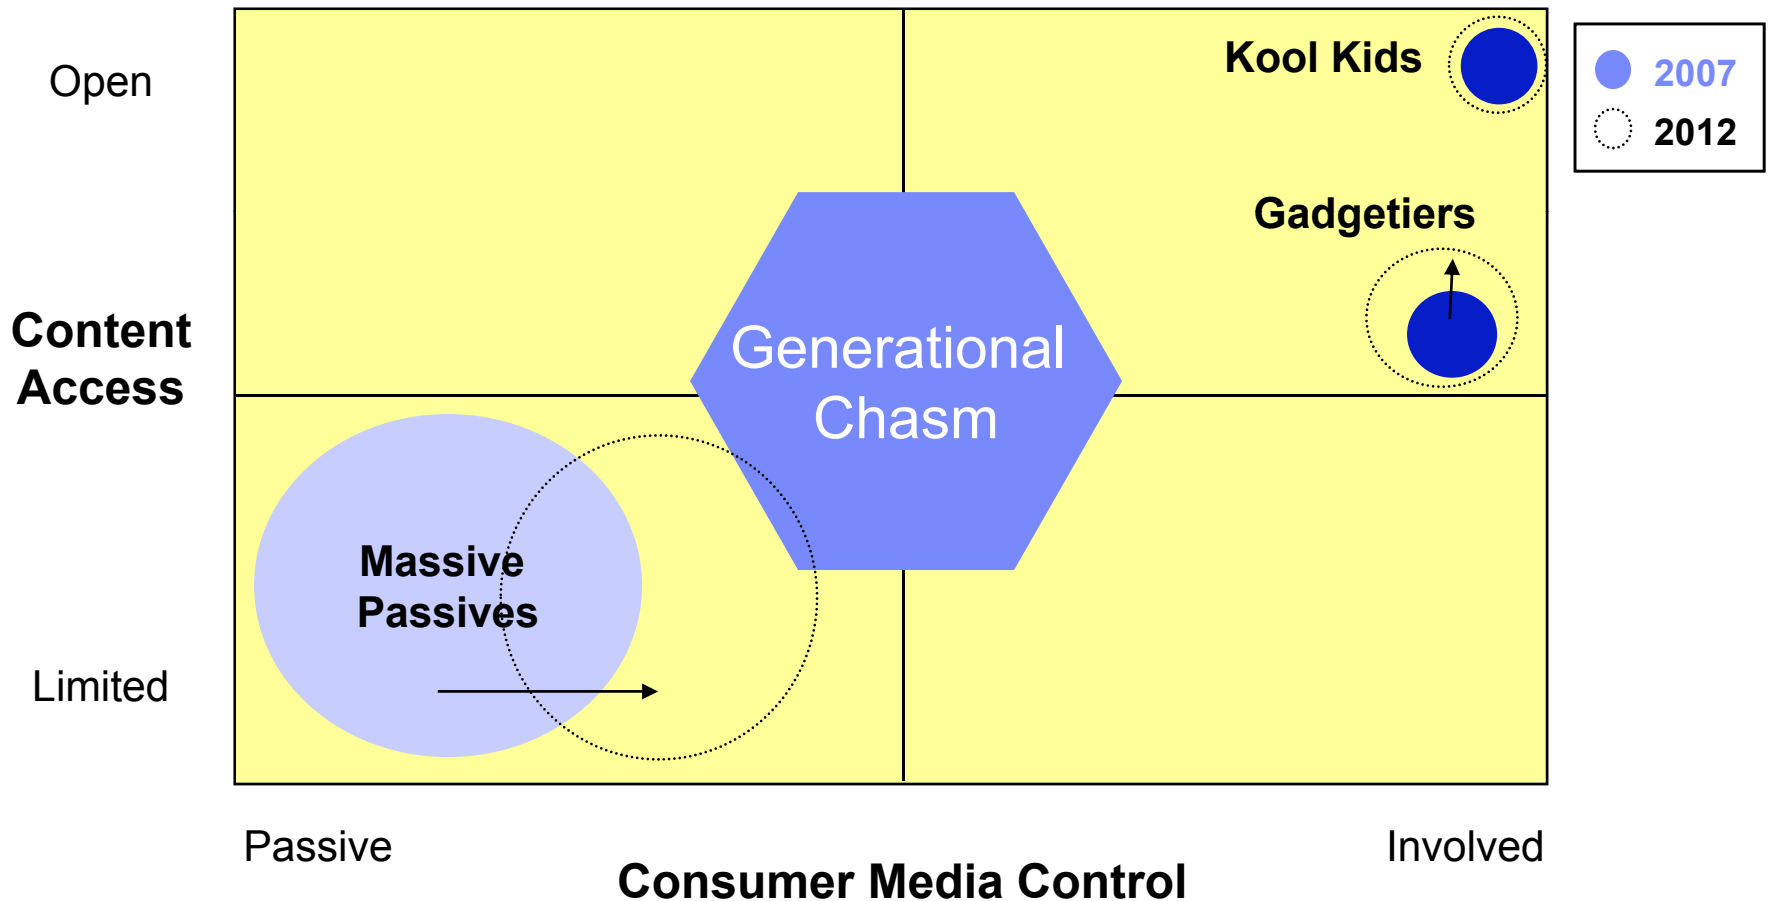 Open
Kool Kids
2007
2012
Gadgetiers
Content
Access
Generational
Chasm
Massive
Passives
Limited
Passive
Involved
Consumer Media Control